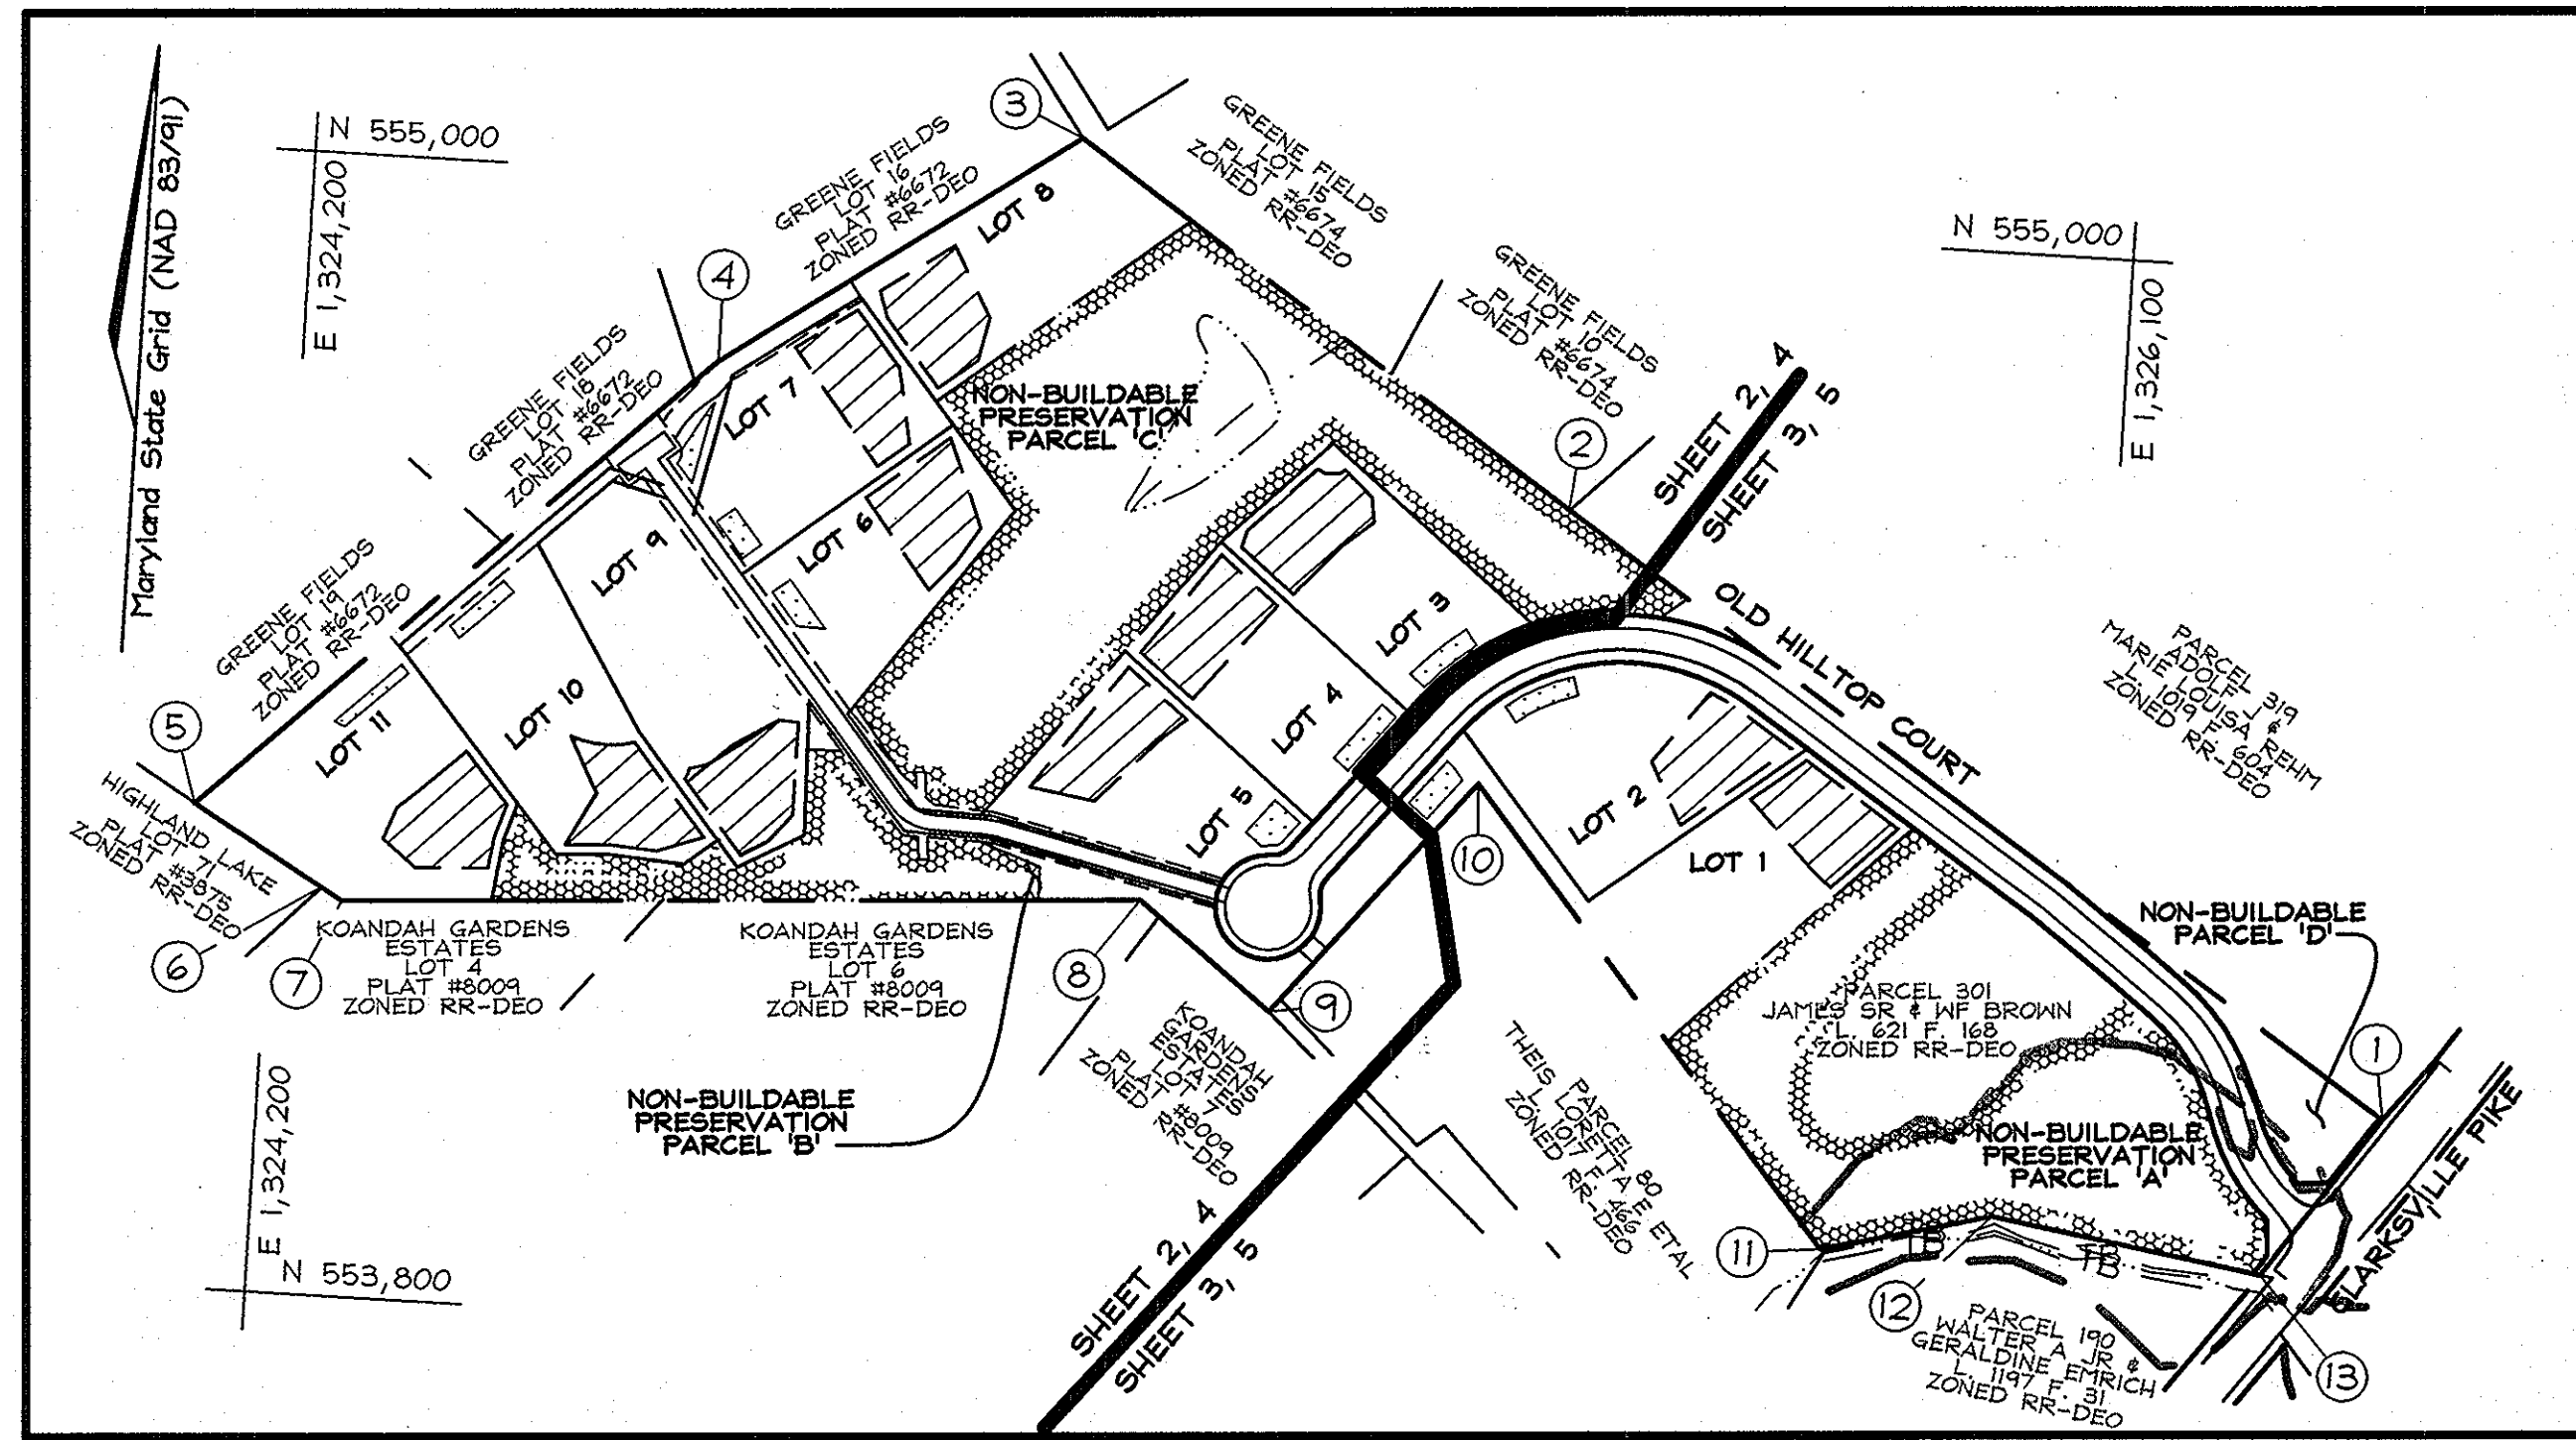 Maryland State Grid (NAD 83/91)
N 555,000
E 1,324,200
3
GREENE FIELDS
LOT 16
PLAT #6672
ZONED RR-DEO
GREENE FIELDS
LOT 15
PLAT #6674
ZONED RR-DEO
N 555,000
E 1,326,100
4
LOT 8
GREENE FIELDS
LOT 10
PLAT #6674
ZONED RR-DEO
GREENE FIELDS
LOT 18
PLAT #6672
ZONED RR-DEO
LOT 7
NON-BUILDABLE
PRESERVATION
PARCEL 'C'
2
SHEET 2, 4
SHEET 3, 5
LOT 6
LOT 9
GREENE FIELDS
LOT 19
PLAT #6672
ZONED RR-DEO
LOT 3
OLD HILLTOP COURT
PARCEL 319
ADOLF J &
MARIE LOUISA REHM
L. 1019 F. 604
ZONED RR-DEO
5
LOT 11
LOT 10
LOT 4
LOT 5
LOT 2
LOT 1
10
HIGHLAND LAKE
LOT 71
PLAT #3875
ZONED RR-DEO
6
7
KOANDAH GARDENS
ESTATES
LOT 4
PLAT #8009
ZONED RR-DEO
KOANDAH GARDENS
ESTATES
LOT 6
PLAT #8009
ZONED RR-DEO
8
9
NON-BUILDABLE
PARCEL 'D'
PARCEL 301
JAMES SR & WF BROWN
L. 621 F. 168
ZONED RR-DEO
KOANDAH
GARDENS
ESTATES
LOT 7
PLAT #8009
ZONED RR-DEO
PARCEL 80
THEIS LORETTA A E ETAL
L. 1017 F. 466
ZONED RR-DEO
1
NON-BUILDABLE
PRESERVATION
PARCEL 'B'
NON-BUILDABLE
PRESERVATION
PARCEL 'A'
CLARKSVILLE PIKE
E 1,324,200
N 553,800
SHEET 2, 4
SHEET 3, 5
11
TB
TB
12
PARCEL 190
WALTER A JR &
GERALDINE EMRICH
L. 1197 F. 31
ZONED RR-DEO
13